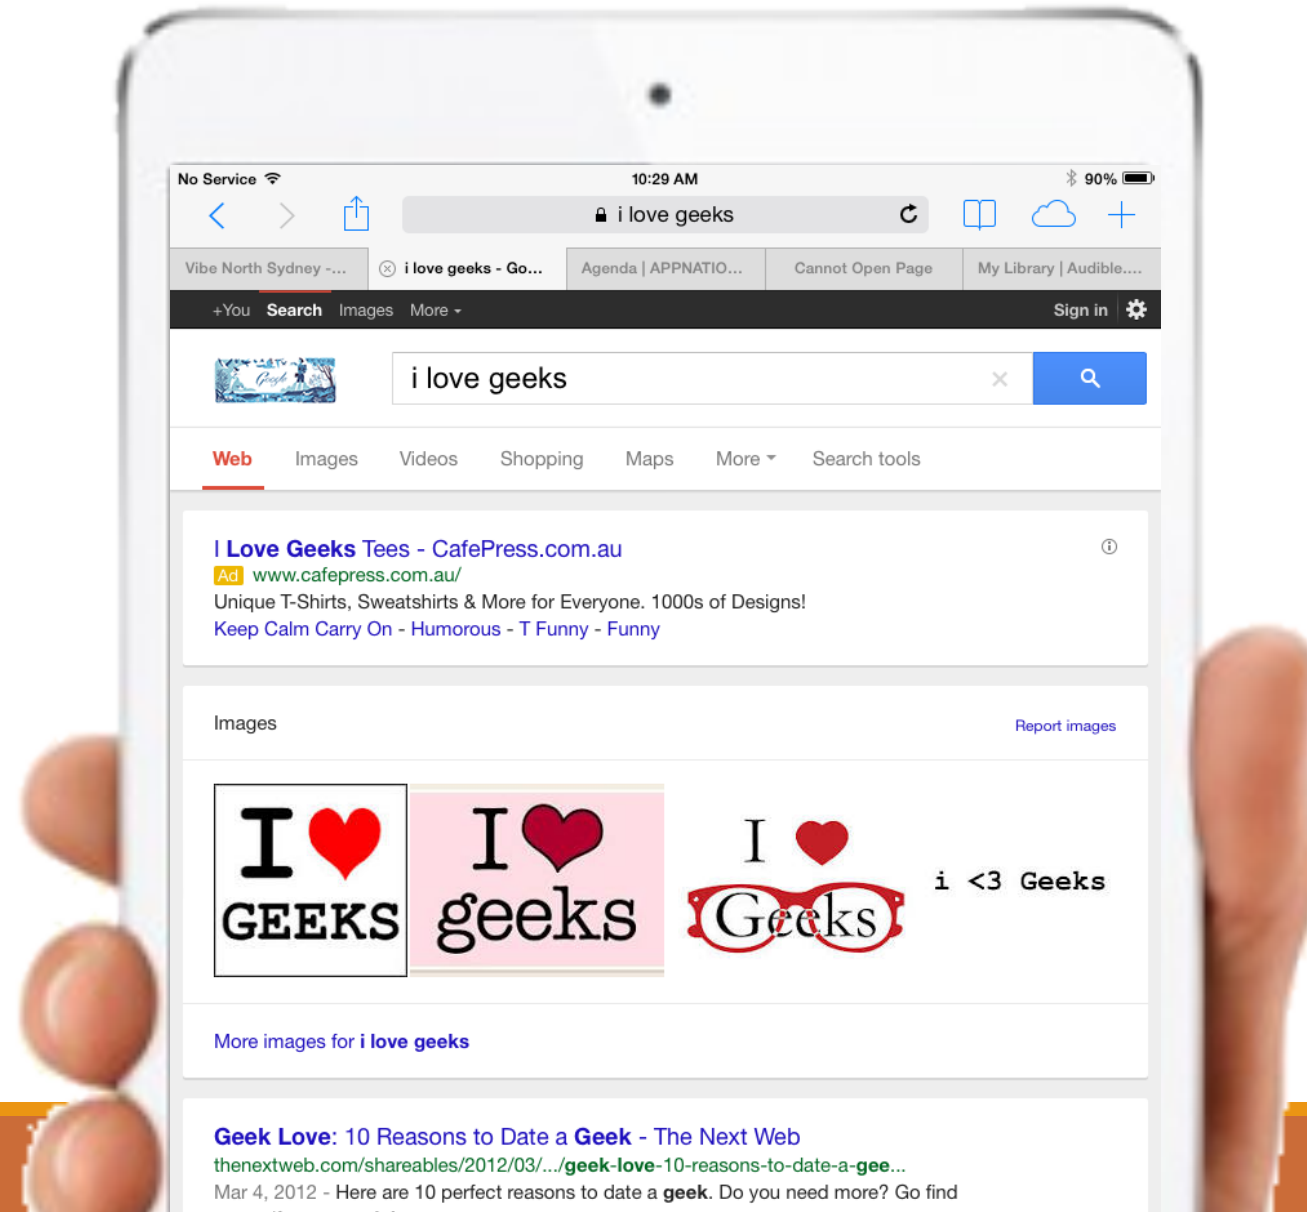 No Service 10:29 AM 90%
i love geeks
Vibe North Sydney -... i love geeks - Go... Agenda | APPNATIO... Cannot Open Page My Library | Audible....
+You Search Images More Sign in
Google i love geeks
Web Images Videos Shopping Maps More Search tools
I Love Geeks Tees - CafePress.com.au
Ad www.cafepress.com.au/
Unique T-Shirts, Sweatshirts & More for Everyone. 1000s of Designs!
Keep Calm Carry On - Humorous - T Funny - Funny
Images Report images
I
GEEKS
I
geeks
I
Geeks
i <3 Geeks
More images for i love geeks
Geek Love: 10 Reasons to Date a Geek - The Next Web
thenextweb.com/shareables/2012/03/.../geek-love-10-reasons-to-date-a-gee...
Mar 4, 2012 - Here are 10 perfect reasons to date a geek. Do you need more? Go find